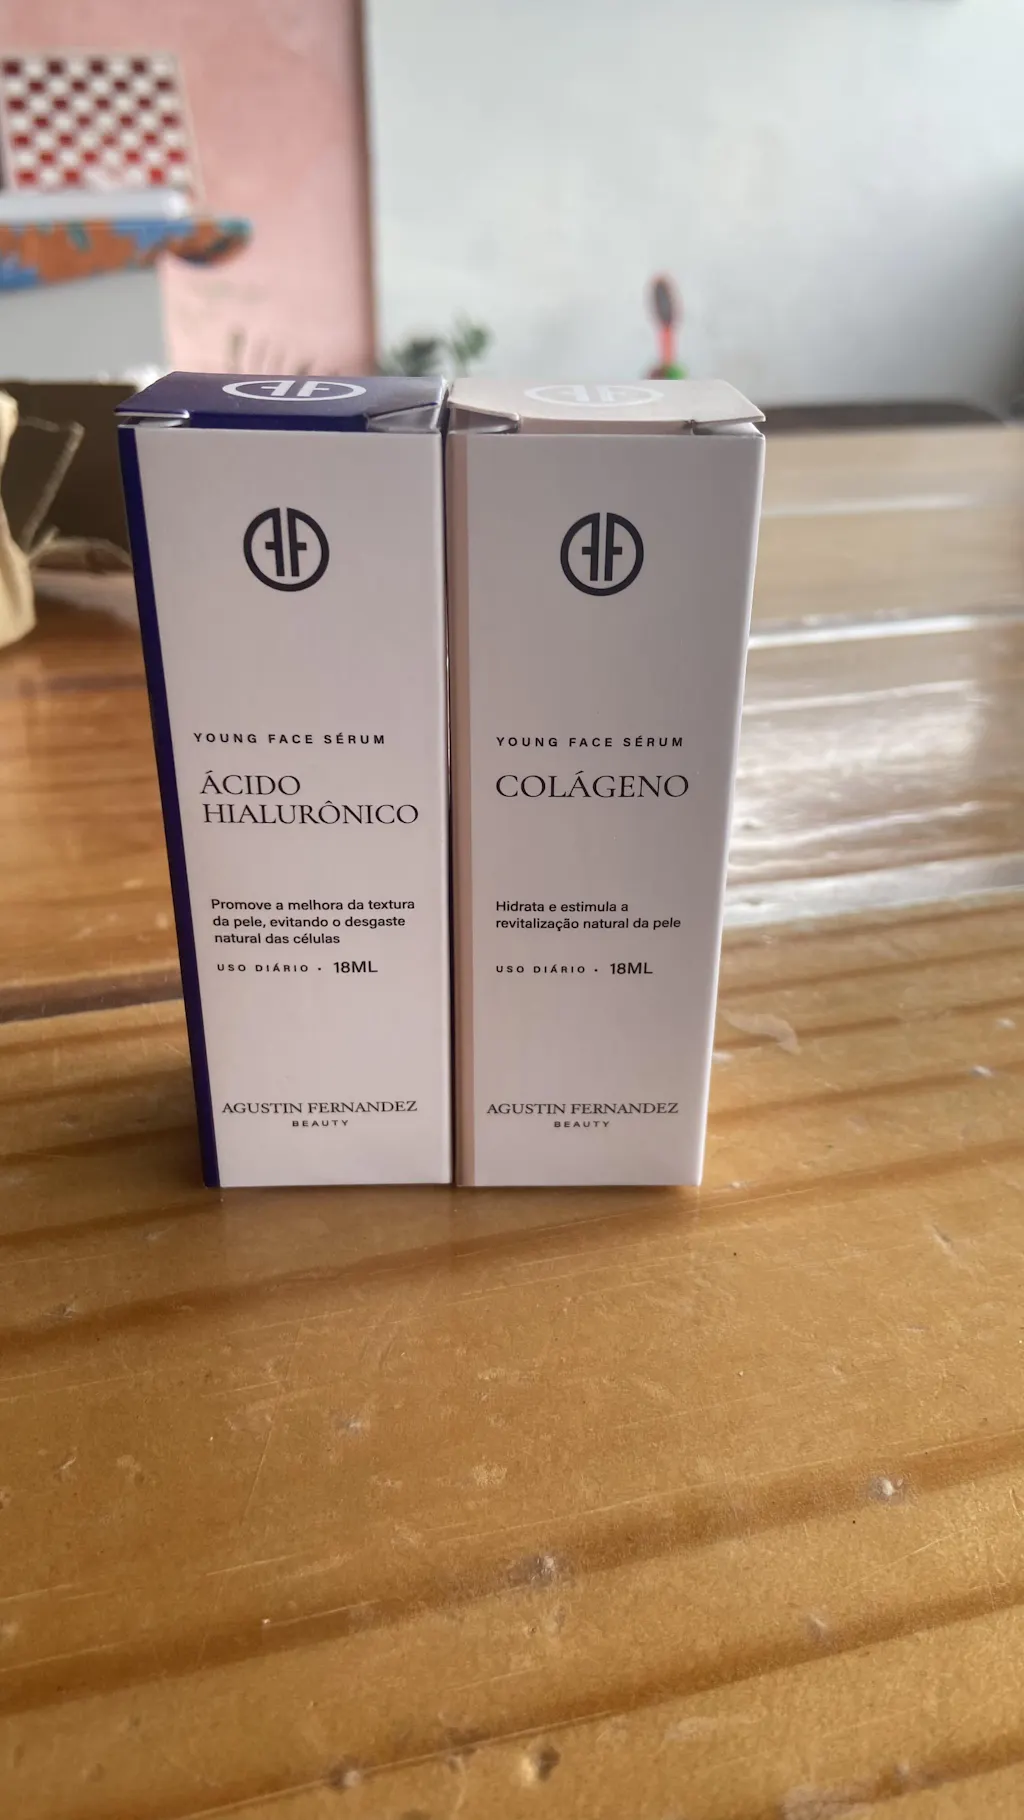 YOUNG FACE SÉRUM
ÁCIDO
HIALURÔNICO
Promove a melhora da textura
da pele, evitando o desgaste
natural das células
USO DIÁRIO · 18ML
AGUSTIN FERNANDEZ
BEAUTY
YOUNG FACE SÉRUM
COLÁGENO
Hidrata e estimula a
revitalização natural da pele
USO DIÁRIO · 18ML
AGUSTIN FERNANDEZ
BEAUTY